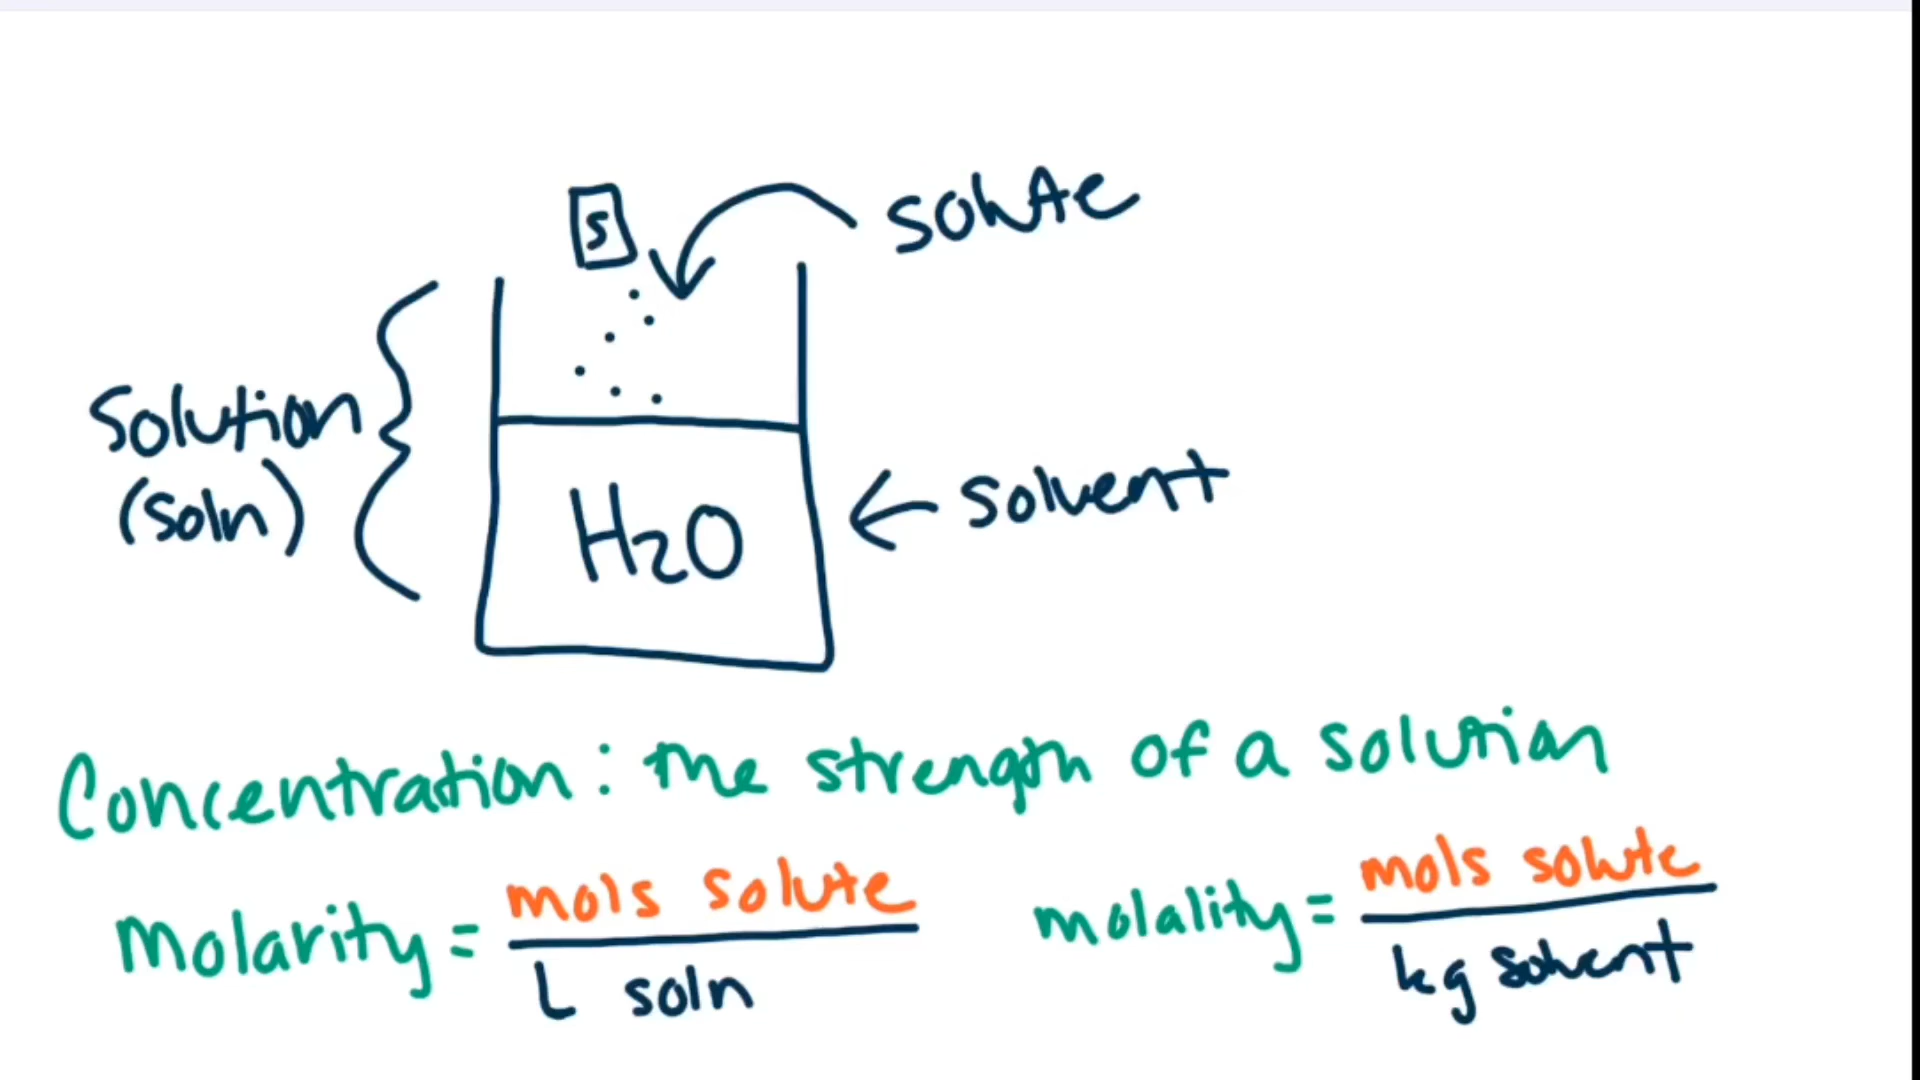 S
solute
Solution
(soln)
H2O
solvent
Concentration: the strength of a solution
Molarity = mols solute
L soln
molality = mols solute
kg solvent